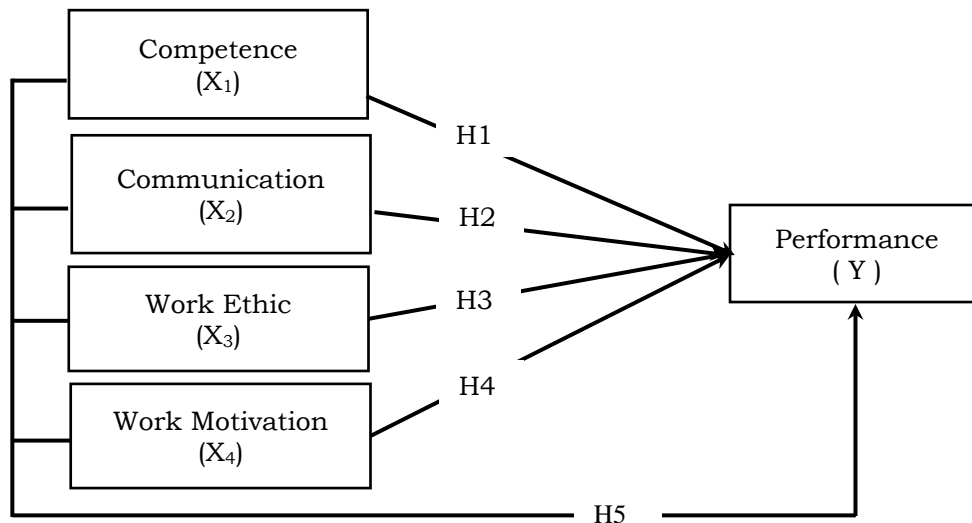 Competence
(X₁)
H1
Communication
(X₂)
H2
Performance
( Y )
Work Ethic
(X₃)
H3
Work Motivation
(X₄)
H4
H5